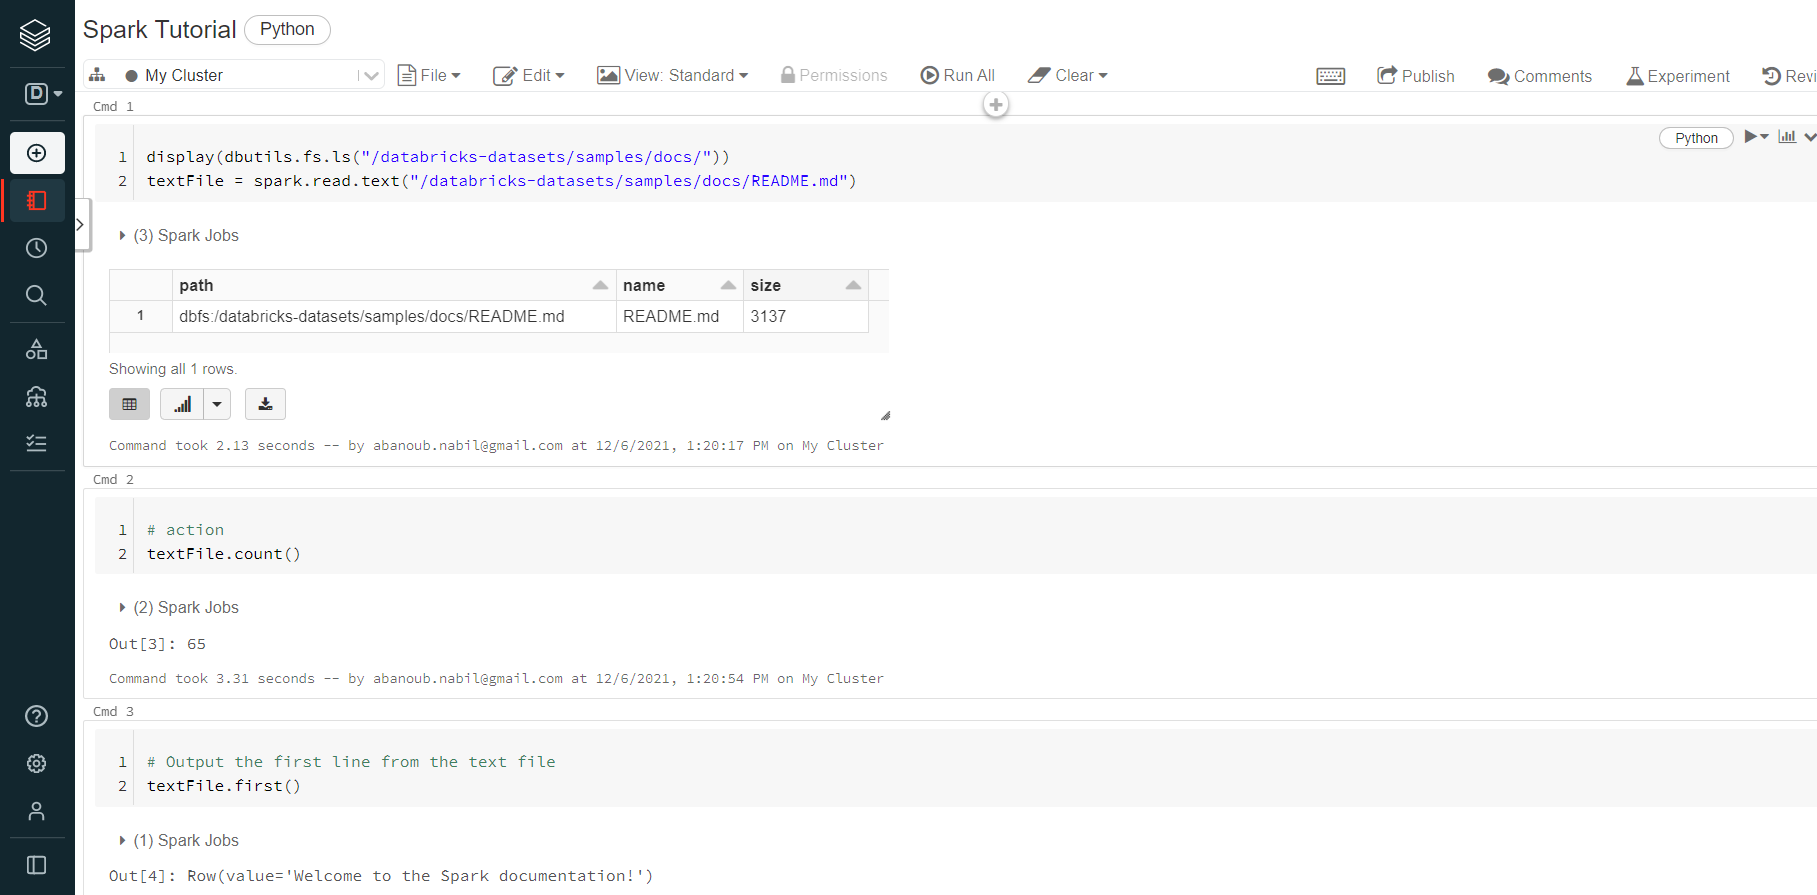 Spark Tutorial Python
My Cluster File Edit View: Standard Permissions Run All Clear Publish Comments Experiment Revi
D
Cmd 1
Python
1 display(dbutils.fs.ls("/databricks-datasets/samples/docs/"))
2 textFile = spark.read.text("/databricks-datasets/samples/docs/README.md")
(3) Spark Jobs
path name size
1 dbfs:/databricks-datasets/samples/docs/README.md README.md 3137
Showing all 1 rows.
Command took 2.13 seconds -- by abanoub.nabil@gmail.com at 12/6/2021, 1:20:17 PM on My Cluster
Cmd 2
1 # action
2 textFile.count()
(2) Spark Jobs
Out[3]: 65
Command took 3.31 seconds -- by abanoub.nabil@gmail.com at 12/6/2021, 1:20:54 PM on My Cluster
Cmd 3
1 # Output the first line from the text file
2 textFile.first()
(1) Spark Jobs
Out[4]: Row(value='Welcome to the Spark documentation!')